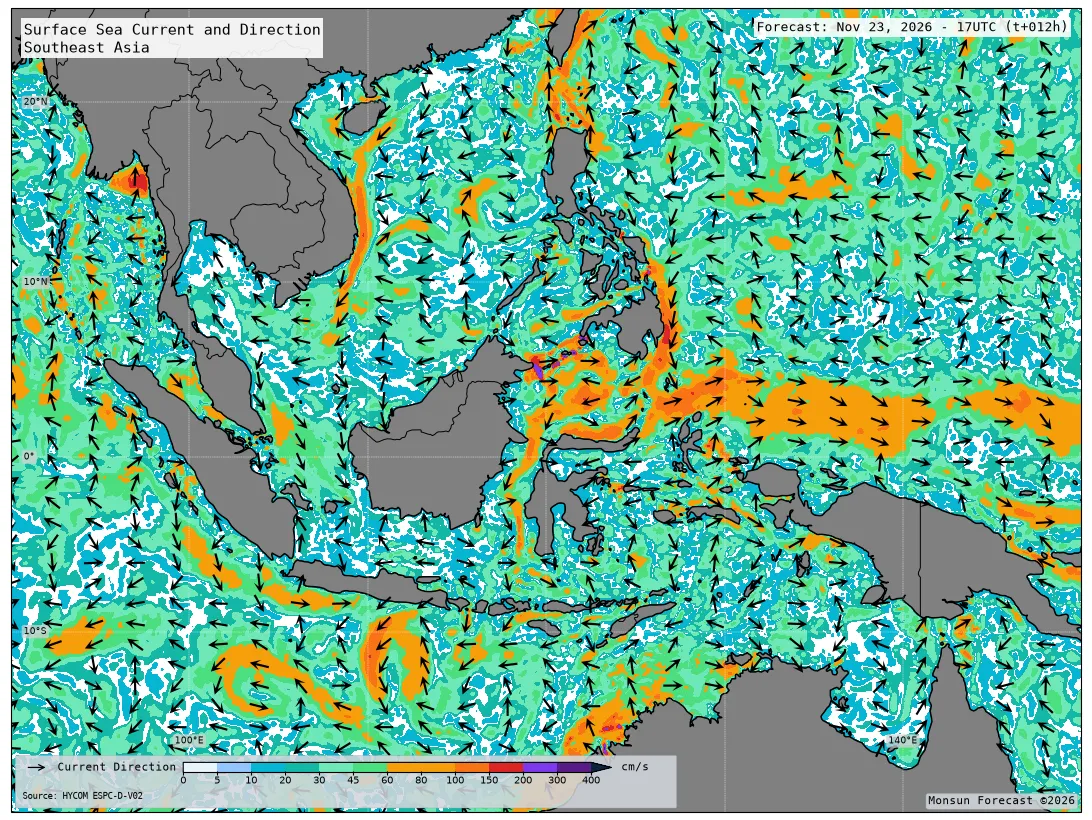 Surface Sea Current and Direction
Southeast Asia
Forecast: Nov 23, 2026 - 17UTC (t+012h)
20°N
10°N
0°
10°S
100°E
140°E
Current Direction
0 5 10 20 30 45 60 80 100 150 200 300 400
cm/s
Source: HYCOM ESPC-D-V02
Monsun Forecast ©2026